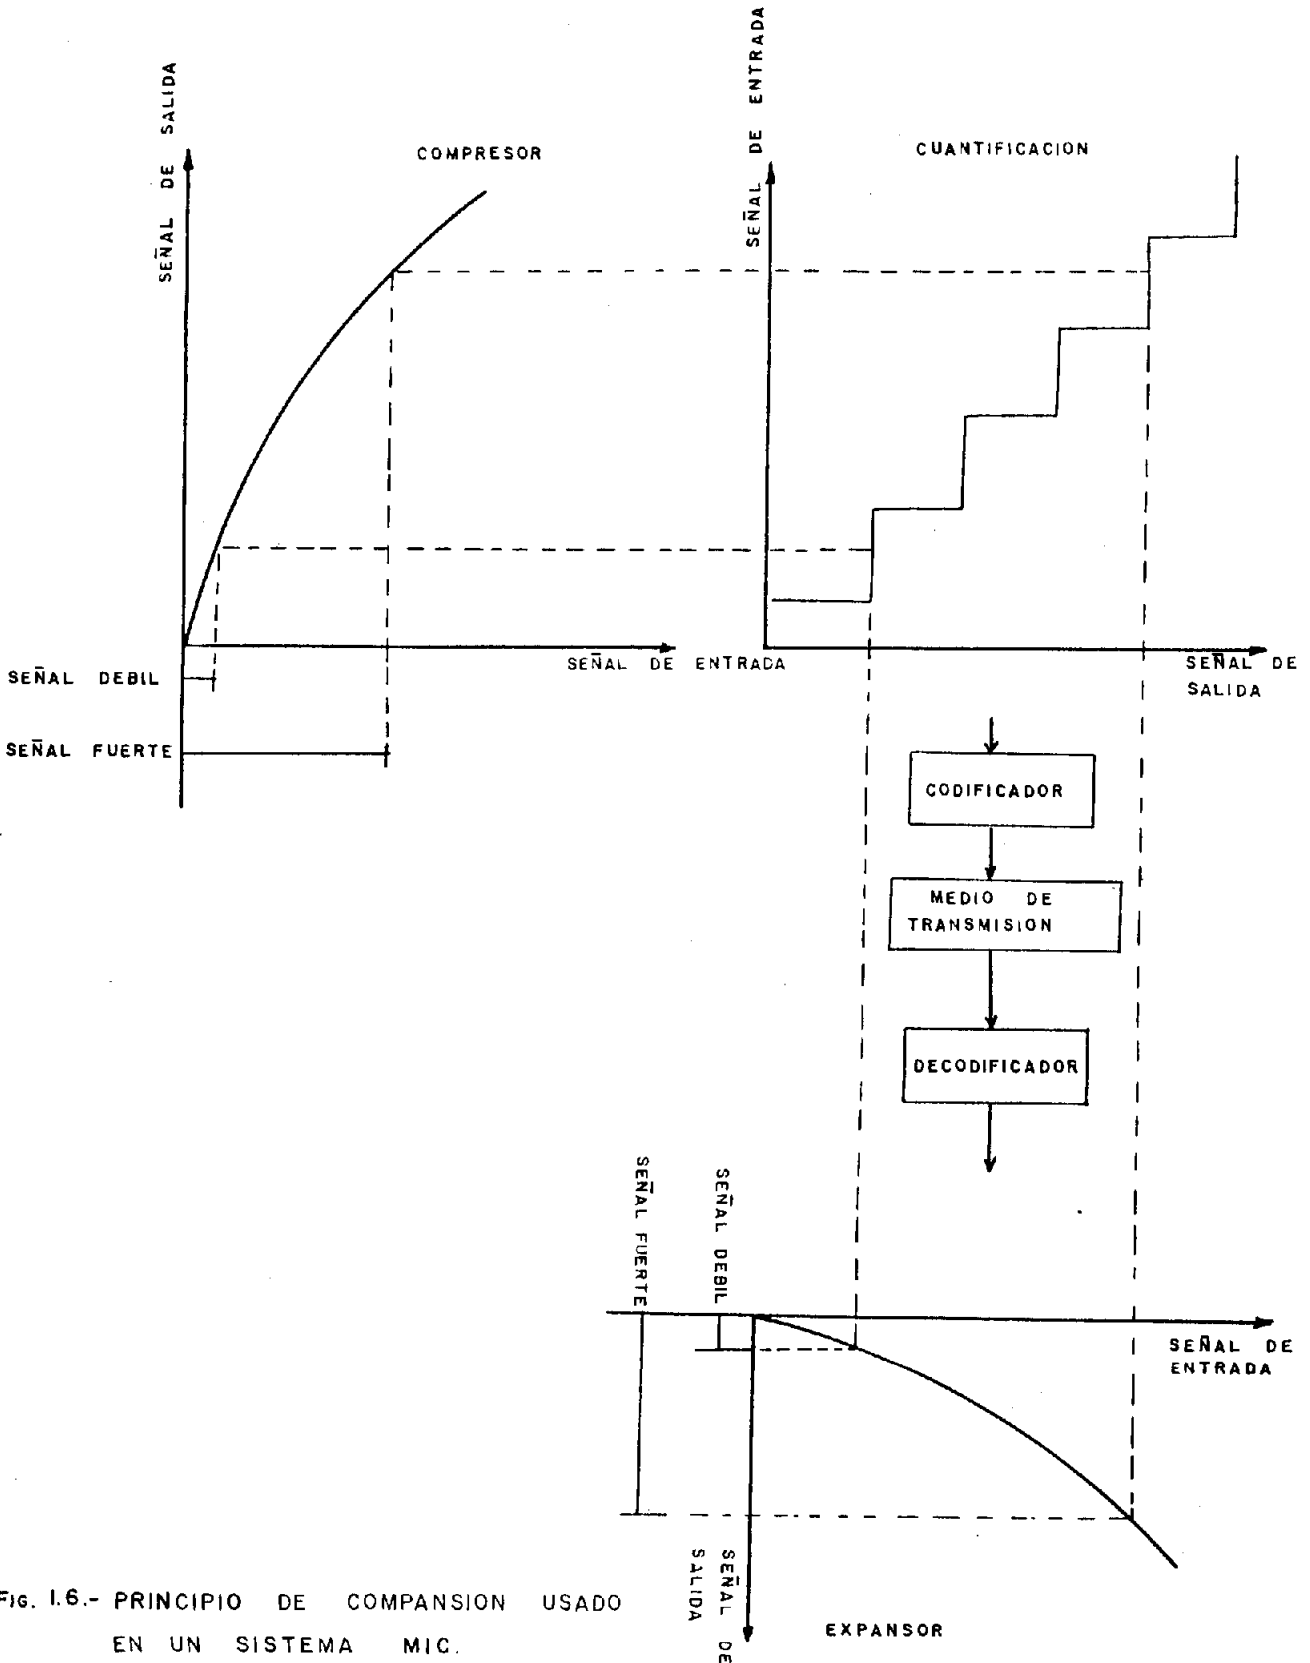 SEÑAL DE SALIDA
COMPRESOR
SEÑAL DE ENTRADA
CUANTIFICACION
SEÑAL DE ENTRADA
SEÑAL DE
SALIDA
SEÑAL DEBIL
SEÑAL FUERTE
CODIFICADOR
MEDIO DE
TRANSMISION
DECODIFICADOR
SEÑAL FUERTE
SEÑAL DEBIL
SEÑAL DE
ENTRADA
SEÑAL DE
SALIDA
EXPANSOR
FIG. 1.6.- PRINCIPIO DE COMPANSION USADO
EN UN SISTEMA MIC.